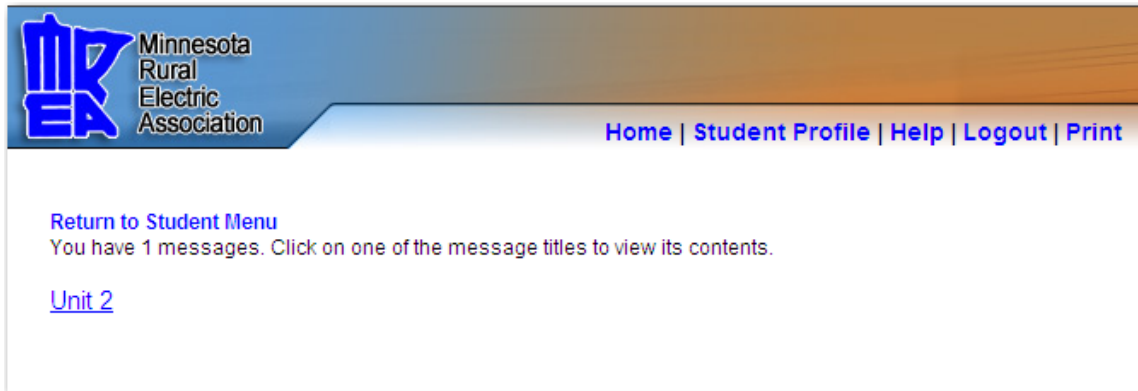 MREA
Minnesota
Rural
Electric
Association
Home | Student Profile | Help | Logout | Print
Return to Student Menu
You have 1 messages. Click on one of the message titles to view its contents.
Unit 2